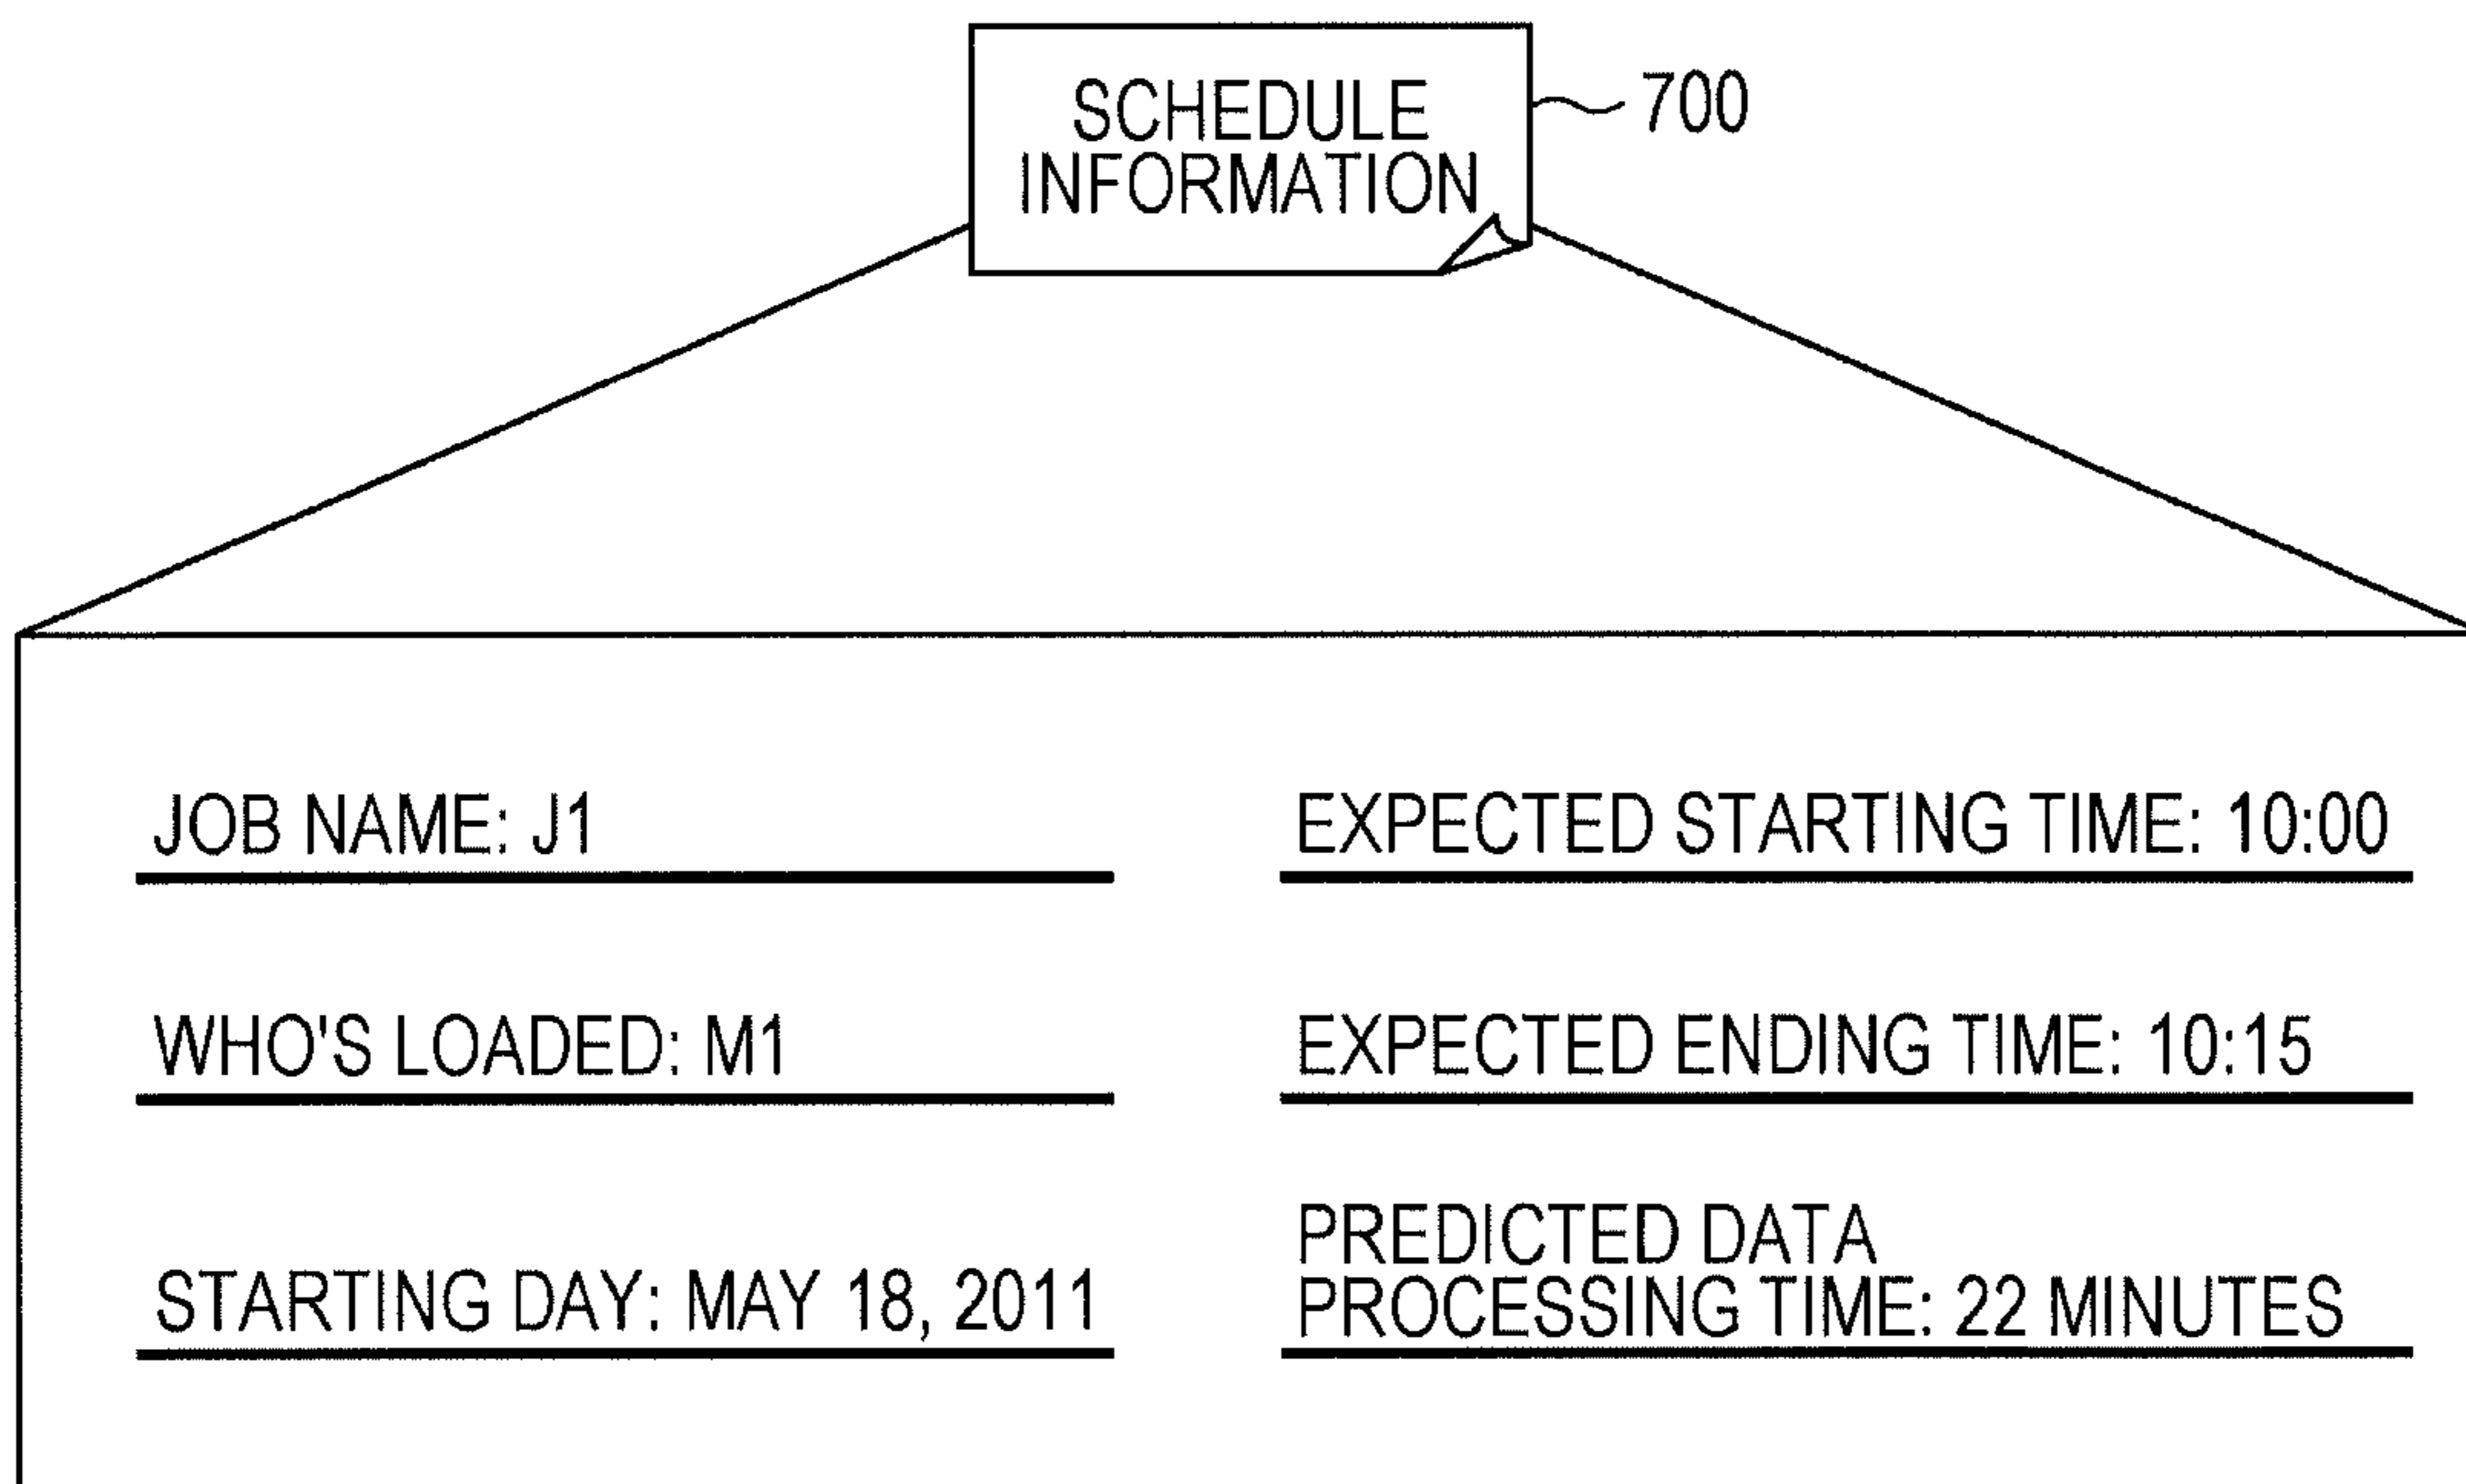 SCHEDULE
INFORMATION
700
JOB NAME: J1
EXPECTED STARTING TIME: 10:00
WHO'S LOADED: M1
EXPECTED ENDING TIME: 10:15
STARTING DAY: MAY 18, 2011
PREDICTED DATA
PROCESSING TIME: 22 MINUTES